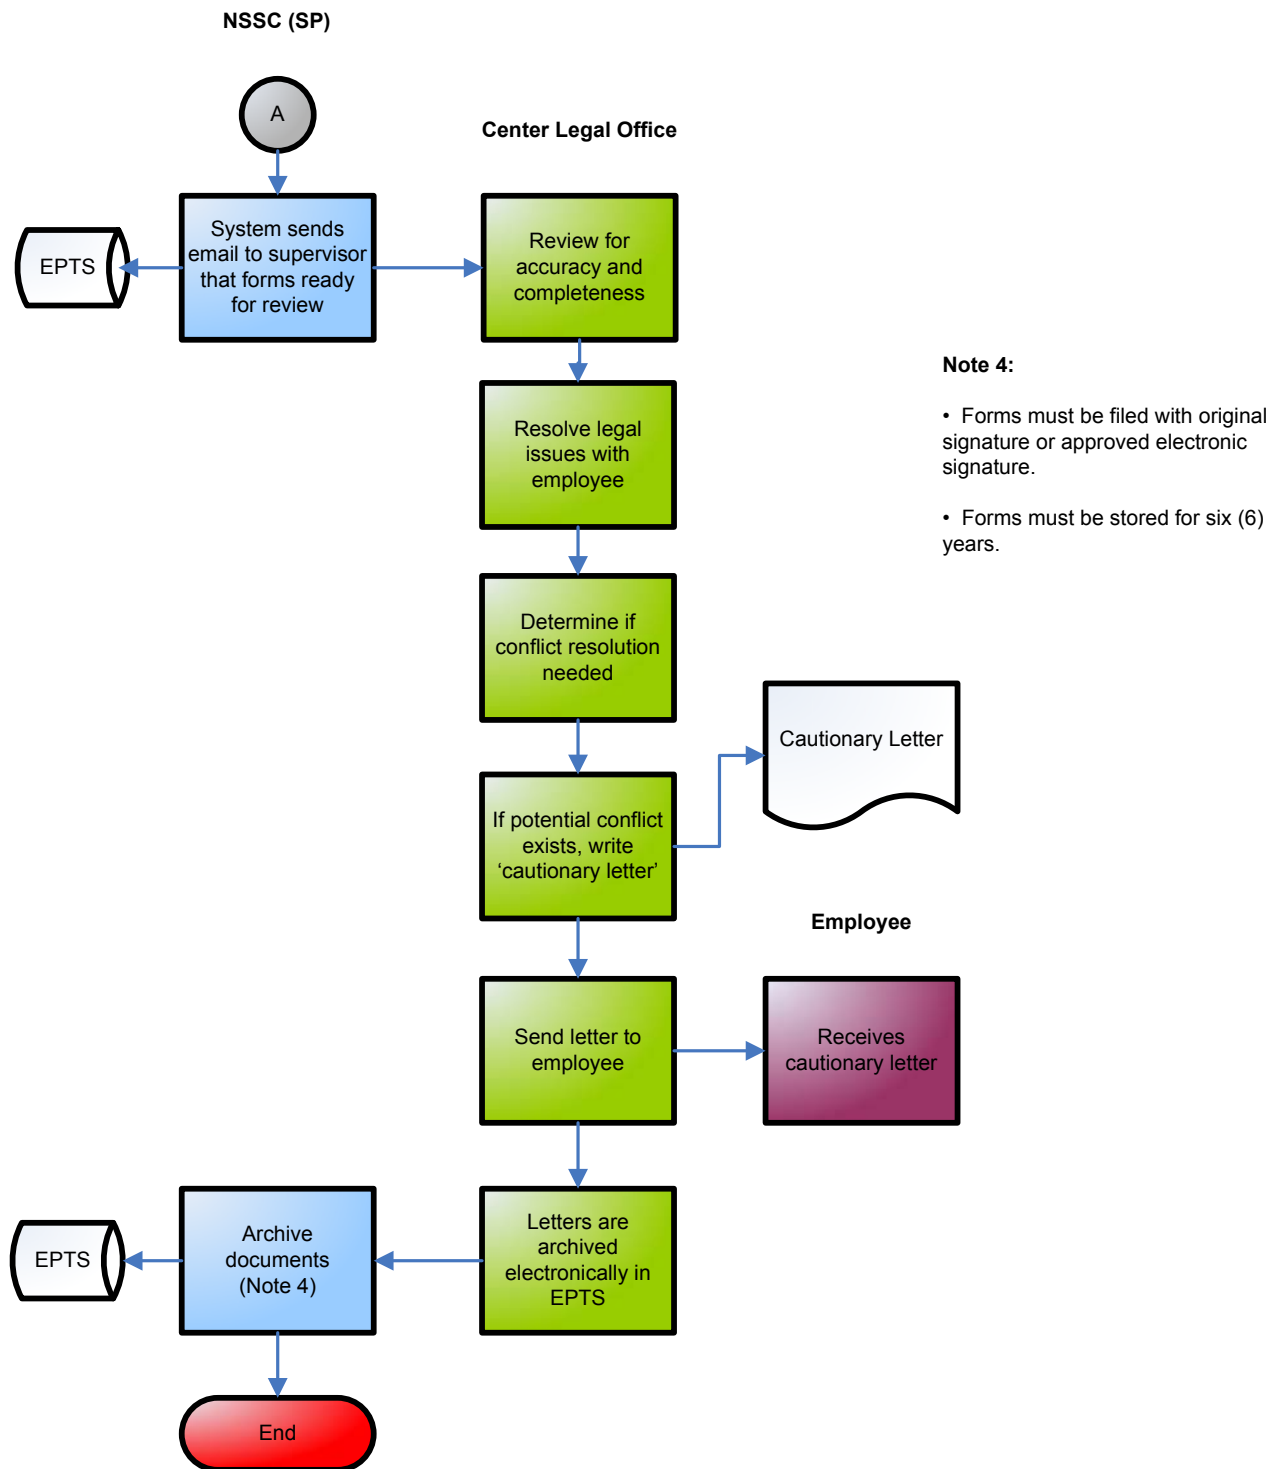 NSSC (SP)
A
Center Legal Office
EPTS
System sends
email to supervisor
that forms ready
for review
Review for
accuracy and
completeness
Note 4:
• Forms must be filed with original
signature or approved electronic
signature.
• Forms must be stored for six (6)
years.
Resolve legal
issues with
employee
Determine if
conflict resolution
needed
Cautionary Letter
If potential conflict
exists, write
‘cautionary letter’
Employee
Send letter to
employee
Receives
cautionary letter
Letters are
archived
electronically in
EPTS
Archive
documents
(Note 4)
EPTS
End